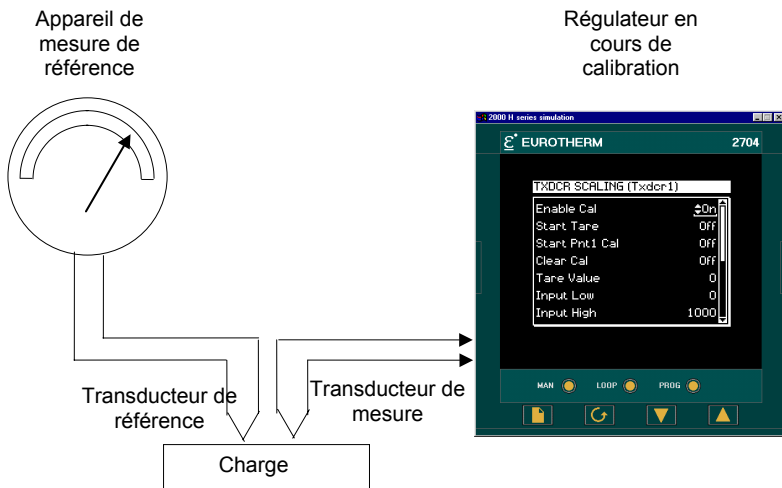 Appareil de
mesure de
référence
Régulateur en
cours de
calibration
2000 H series simulation
EUROTHERM 2704
TXDCR SCALING (Txdcr1)
Enable Cal On
Start Tare Off
Start Pnt1 Cal Off
Clear Cal Off
Tare Value 0
Input Low 0
Input High 1000
MAN LOOP PROG
Transducteur de
référence
Transducteur de
mesure
Charge